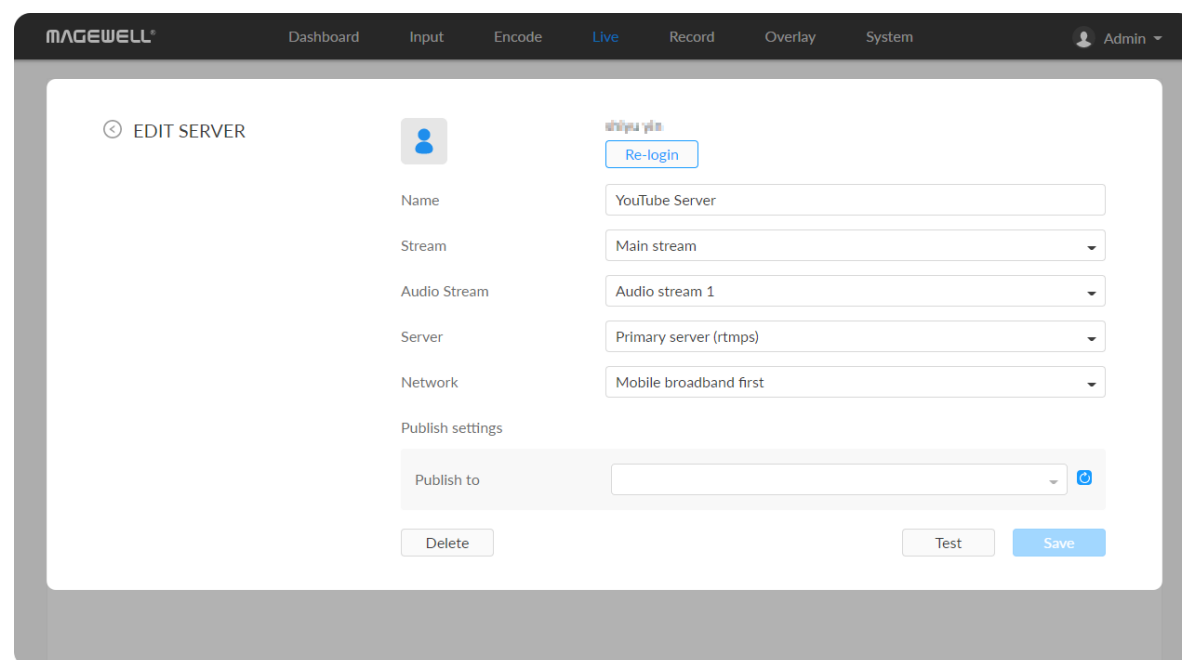 MAGEWELL®
Dashboard Input Encode Live Record Overlay System Admin
EDIT SERVER
Re-login
Name YouTube Server
Stream Main stream
Audio Stream Audio stream 1
Server Primary server (rtmps)
Network Mobile broadband first
Publish settings
Publish to
Delete Test Save